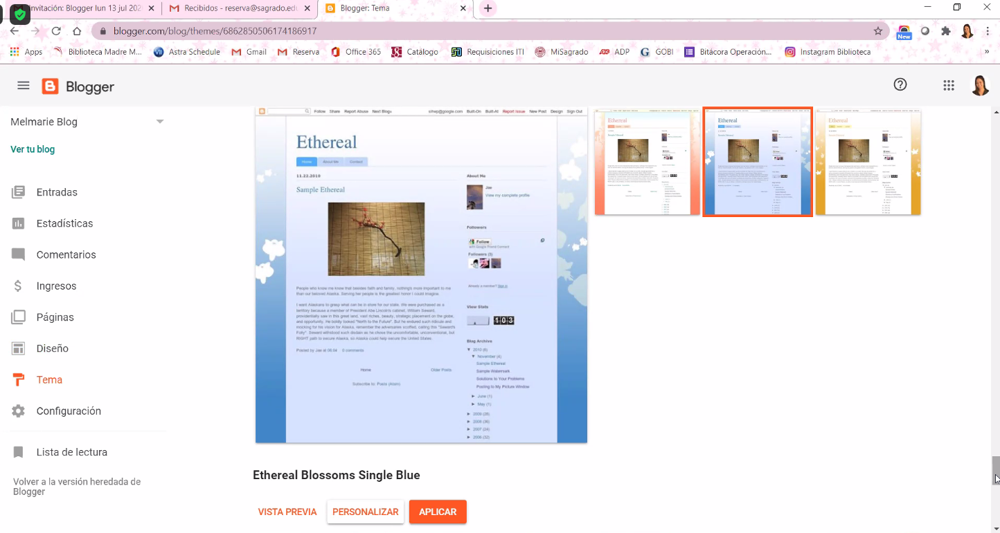 Invitación: Blogger lun 13 jul 202
Recibidos - reserva@sagrado.edu
Blogger: Tema
blogger.com/blog/themes/6862850506174186917
New
Apps
Biblioteca Madre M...
Astra Schedule
Gmail
Reserva
Office 365
Catálogo
Requisiciones ITI
MiSagrado
ADP
GOBI
Bitácora Operación...
Instagram Biblioteca
»
Blogger
Melmarie Blog
Ver tu blog
Entradas
Estadísticas
Comentarios
Ingresos
Páginas
Diseño
Tema
Configuración
Lista de lectura
Volver a la versión heredada de
Blogger
Follow Share Report Abuse Next Blog»
Built-On Built-At Report Issue New Post Design Sign Out
Ethereal
Home About Me Contact
11.22.2010
Sample Ethereal
People who know me know that besides faith and family, nothing's more important to me
than our beloved Alaska. Serving her people is the greatest honor I could imagine.
I want Alaskans to grasp what can be in store for our state. We were purchased as a
territory because a member of President Abe Lincoln's cabinet, William Seward,
providentially saw in this great land, vast riches, beauty, strategic placement on the globe,
and opportunity. He boldly looked "North to the Future". But he endured such ridicule and
mocking for his vision for Alaska, remember the adversaries scoffed, calling this "Seward's
Folly". Seward withstood such disdain as he chose the uncomfortable, unconventional, but
RIGHT path to secure Alaska, so Alaska could help secure the United States.
Posted by Jae at 06:54 0 comments
Home
Older Posts
Subscribe to: Posts (Atom)
About Me
Jae
View my complete profile
Followers
Follow
with Google Friend Connect
Followers (3)
Already a member? Sign in
View Stats
103
Blog Archive
▼ 2010 (6)
▼ November (4)
Sample Ethereal
Sample Watermark
Solutions to Your Problems
Posting to My Picture Window
► June (1)
► May (1)
► 2009 (28)
► 2008 (36)
► 2007 (24)
► 2006 (32)
Ethereal
Ethereal
Ethereal
Ethereal Blossoms Single Blue
VISTA PREVIA
PERSONALIZAR
APLICAR